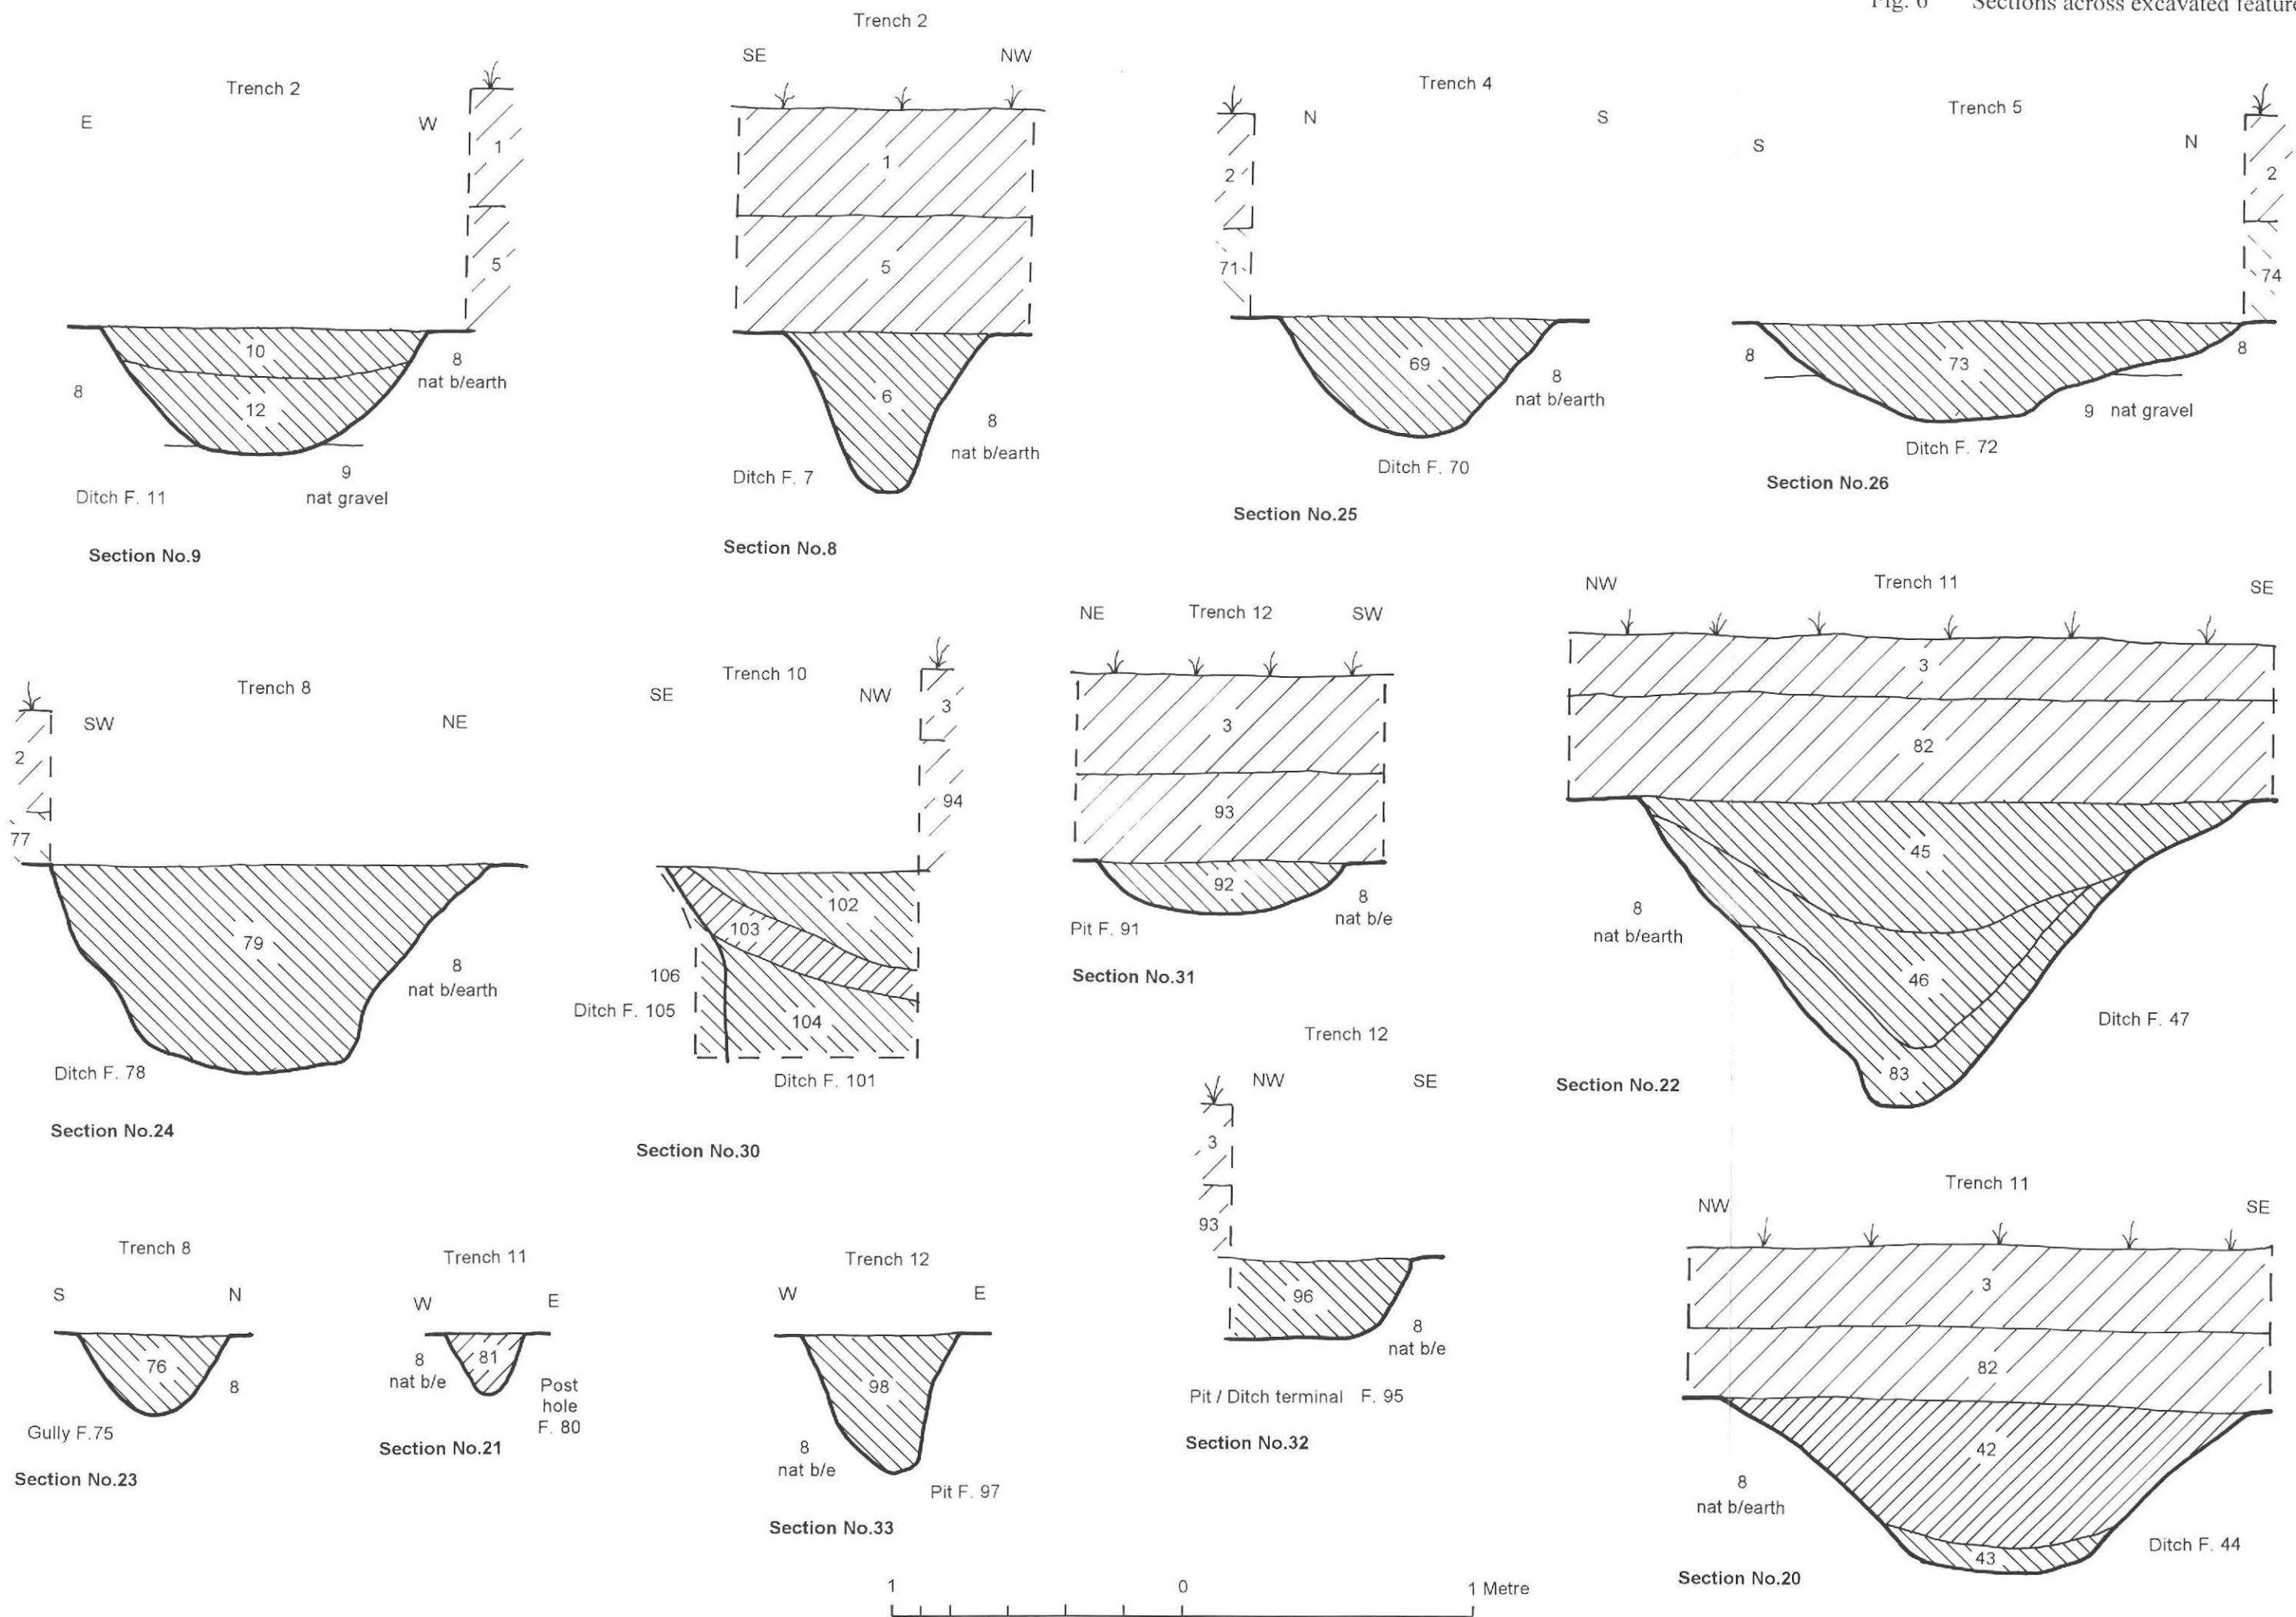 Fig. 6 Sections across excavated feature
Trench 2
E
W
1
5
10
12
8
8
nat b/earth
9
nat gravel
Ditch F. 11
Section No.9
Trench 2
SE
NW
1
5
6
8
nat b/earth
Ditch F. 7
Section No.8
Trench 4
N
S
2
71
69
8
nat b/earth
Ditch F. 70
Section No.25
Trench 5
S
N
2
74
8
73
8
9 nat gravel
Ditch F. 72
Section No.26
Trench 8
SW
NE
2
77
79
8
nat b/earth
Ditch F. 78
Section No.24
Trench 10
SE
NW
3
94
102
103
104
106
Ditch F. 105
Ditch F. 101
Section No.30
NE
Trench 12
SW
3
93
92
8
nat b/e
Pit F. 91
Section No.31
NW
Trench 11
SE
3
82
45
46
83
8
nat b/earth
Ditch F. 47
Section No.22
Trench 8
S
N
76
8
Gully F.75
Section No.23
Trench 11
W
E
81
8
nat b/e
Post
hole
F. 80
Section No.21
Trench 12
W
E
98
8
nat b/e
Pit F. 97
Section No.33
Trench 12
NW
SE
3
93
96
8
nat b/e
Pit / Ditch terminal F. 95
Section No.32
Trench 11
NW
SE
3
82
42
43
8
nat b/earth
Ditch F. 44
Section No.20
1
0
1 Metre